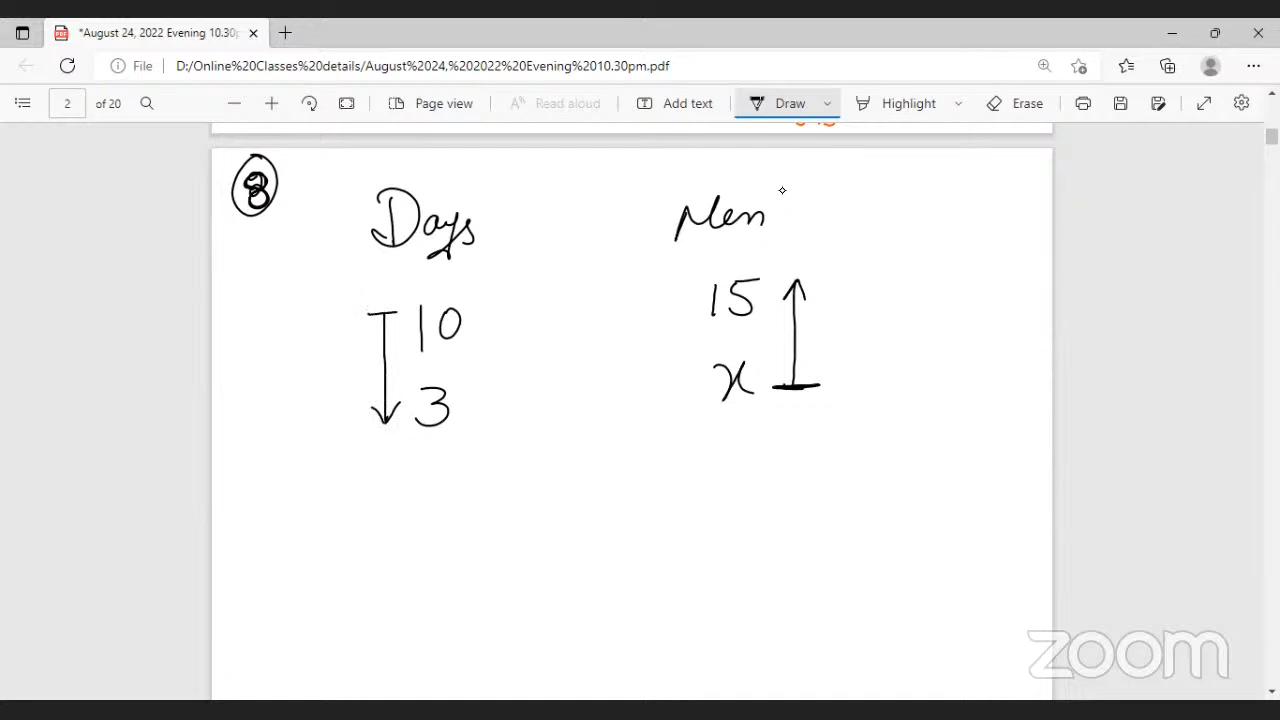 *August 24, 2022 Evening 10.30p
File D:/Online%20Classes%20details/August%2024,%202022%20Evening%2010.30pm.pdf
2 of 20 Page view Read aloud Add text Draw Highlight Erase
8 Days Men
10 15
3 x
zoom